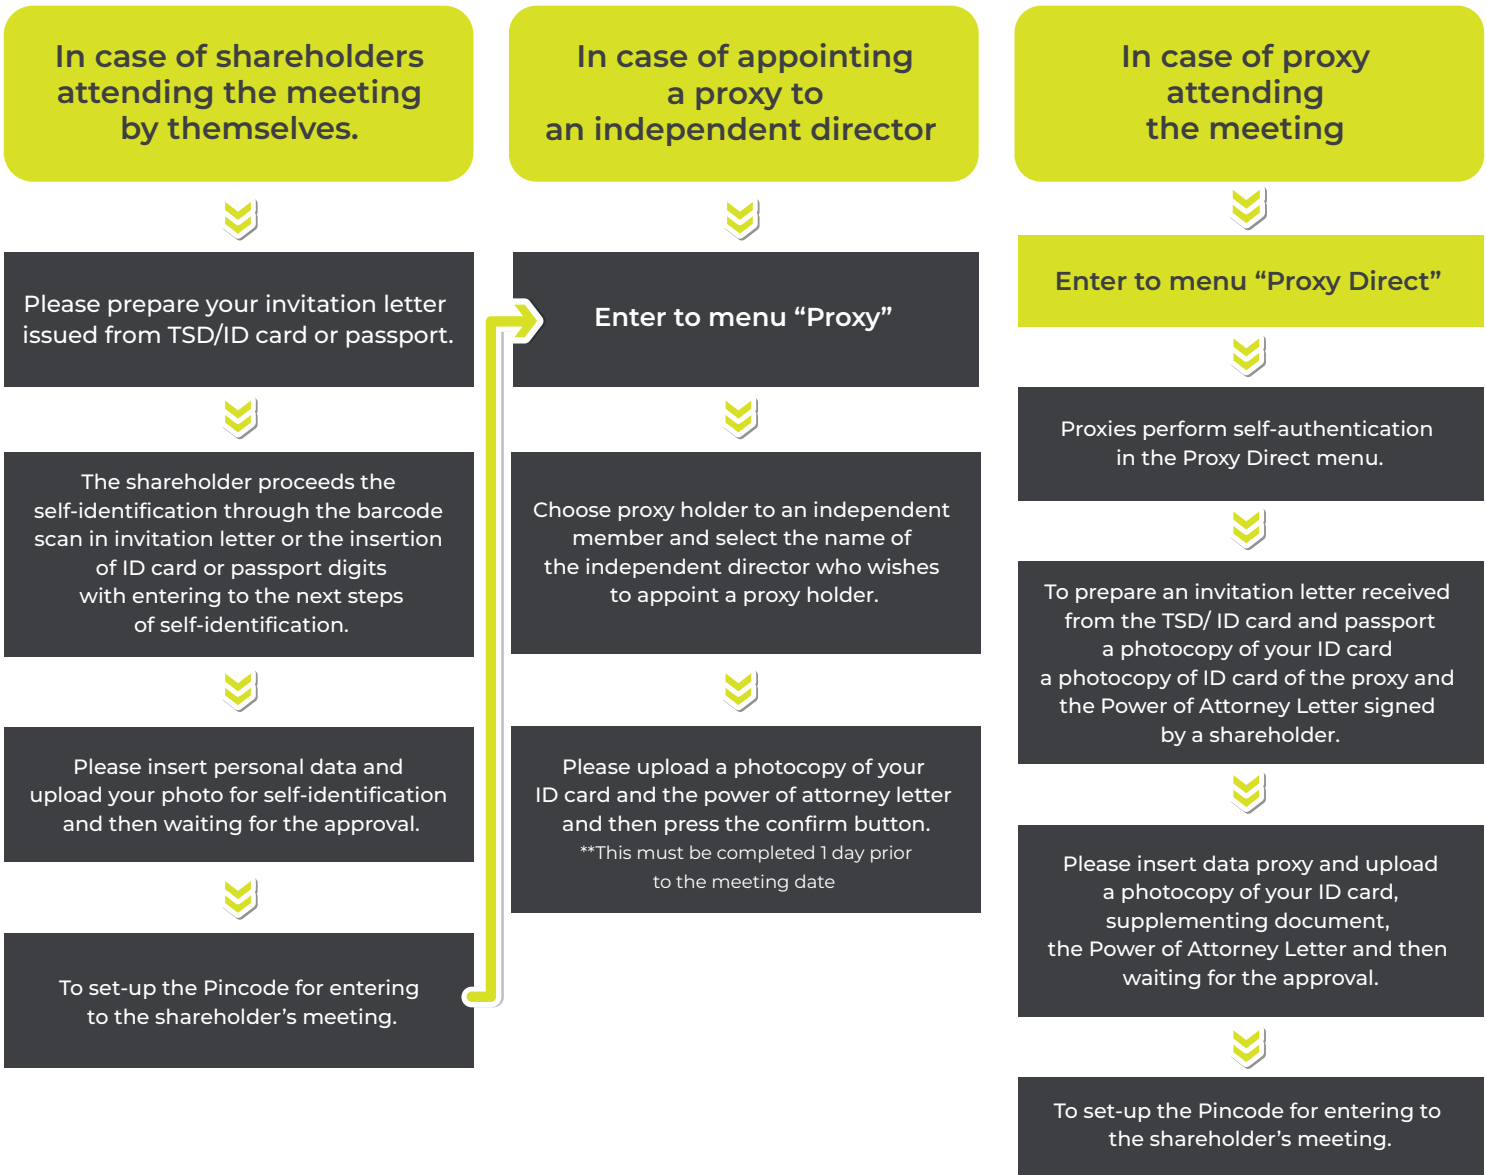 In case of shareholders
attending the meeting
by themselves.
Please prepare your invitation letter
issued from TSD/ID card or passport.
The shareholder proceeds the
self-identification through the barcode
scan in invitation letter or the insertion
of ID card or passport digits
with entering to the next steps
of self-identification.
Please insert personal data and
upload your photo for self-identification
and then waiting for the approval.
To set-up the Pincode for entering
to the shareholder’s meeting.
In case of appointing
a proxy to
an independent director
Enter to menu “Proxy”
Choose proxy holder to an independent
member and select the name of
the independent director who wishes
to appoint a proxy holder.
Please upload a photocopy of your
ID card and the power of attorney letter
and then press the confirm button.
**This must be completed 1 day prior
to the meeting date
In case of proxy
attending
the meeting
Enter to menu “Proxy Direct”
Proxies perform self-authentication
in the Proxy Direct menu.
To prepare an invitation letter received
from the TSD/ ID card and passport
a photocopy of your ID card
a photocopy of ID card of the proxy and
the Power of Attorney Letter signed
by a shareholder.
Please insert data proxy and upload
a photocopy of your ID card,
supplementing document,
the Power of Attorney Letter and then
waiting for the approval.
To set-up the Pincode for entering to
the shareholder’s meeting.